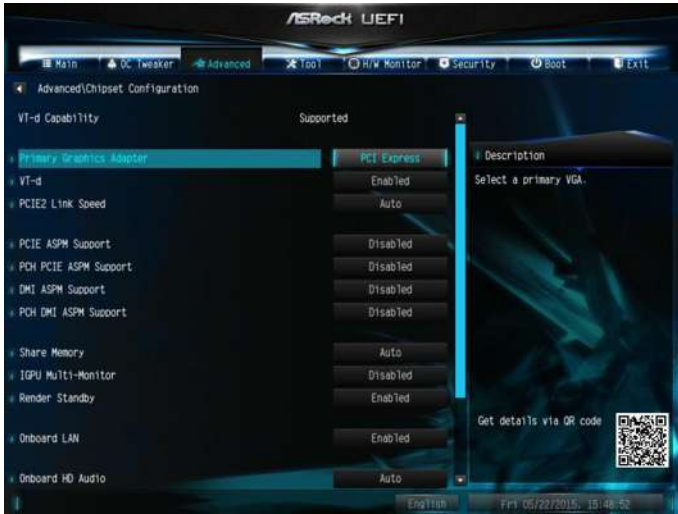 ASRock UEFI
Main OC Tweaker Advanced Tool H/W Monitor Security Boot Exit
Advanced\Chipset Configuration
VT-d Capability Supported
Primary Graphics Adapter PCI Express
VT-d Enabled
PCIE2 Link Speed Auto
PCIE ASPM Support Disabled
PCH PCIE ASPM Support Disabled
DMI ASPM Support Disabled
PCH DMI ASPM Support Disabled
Share Memory Auto
IGPU Multi-Monitor Disabled
Render Standby Enabled
Onboard LAN Enabled
Onboard HD Audio Auto
Description
Select a primary VGA.
Get details via QR code
English Fri 05/22/2015, 15:48:52